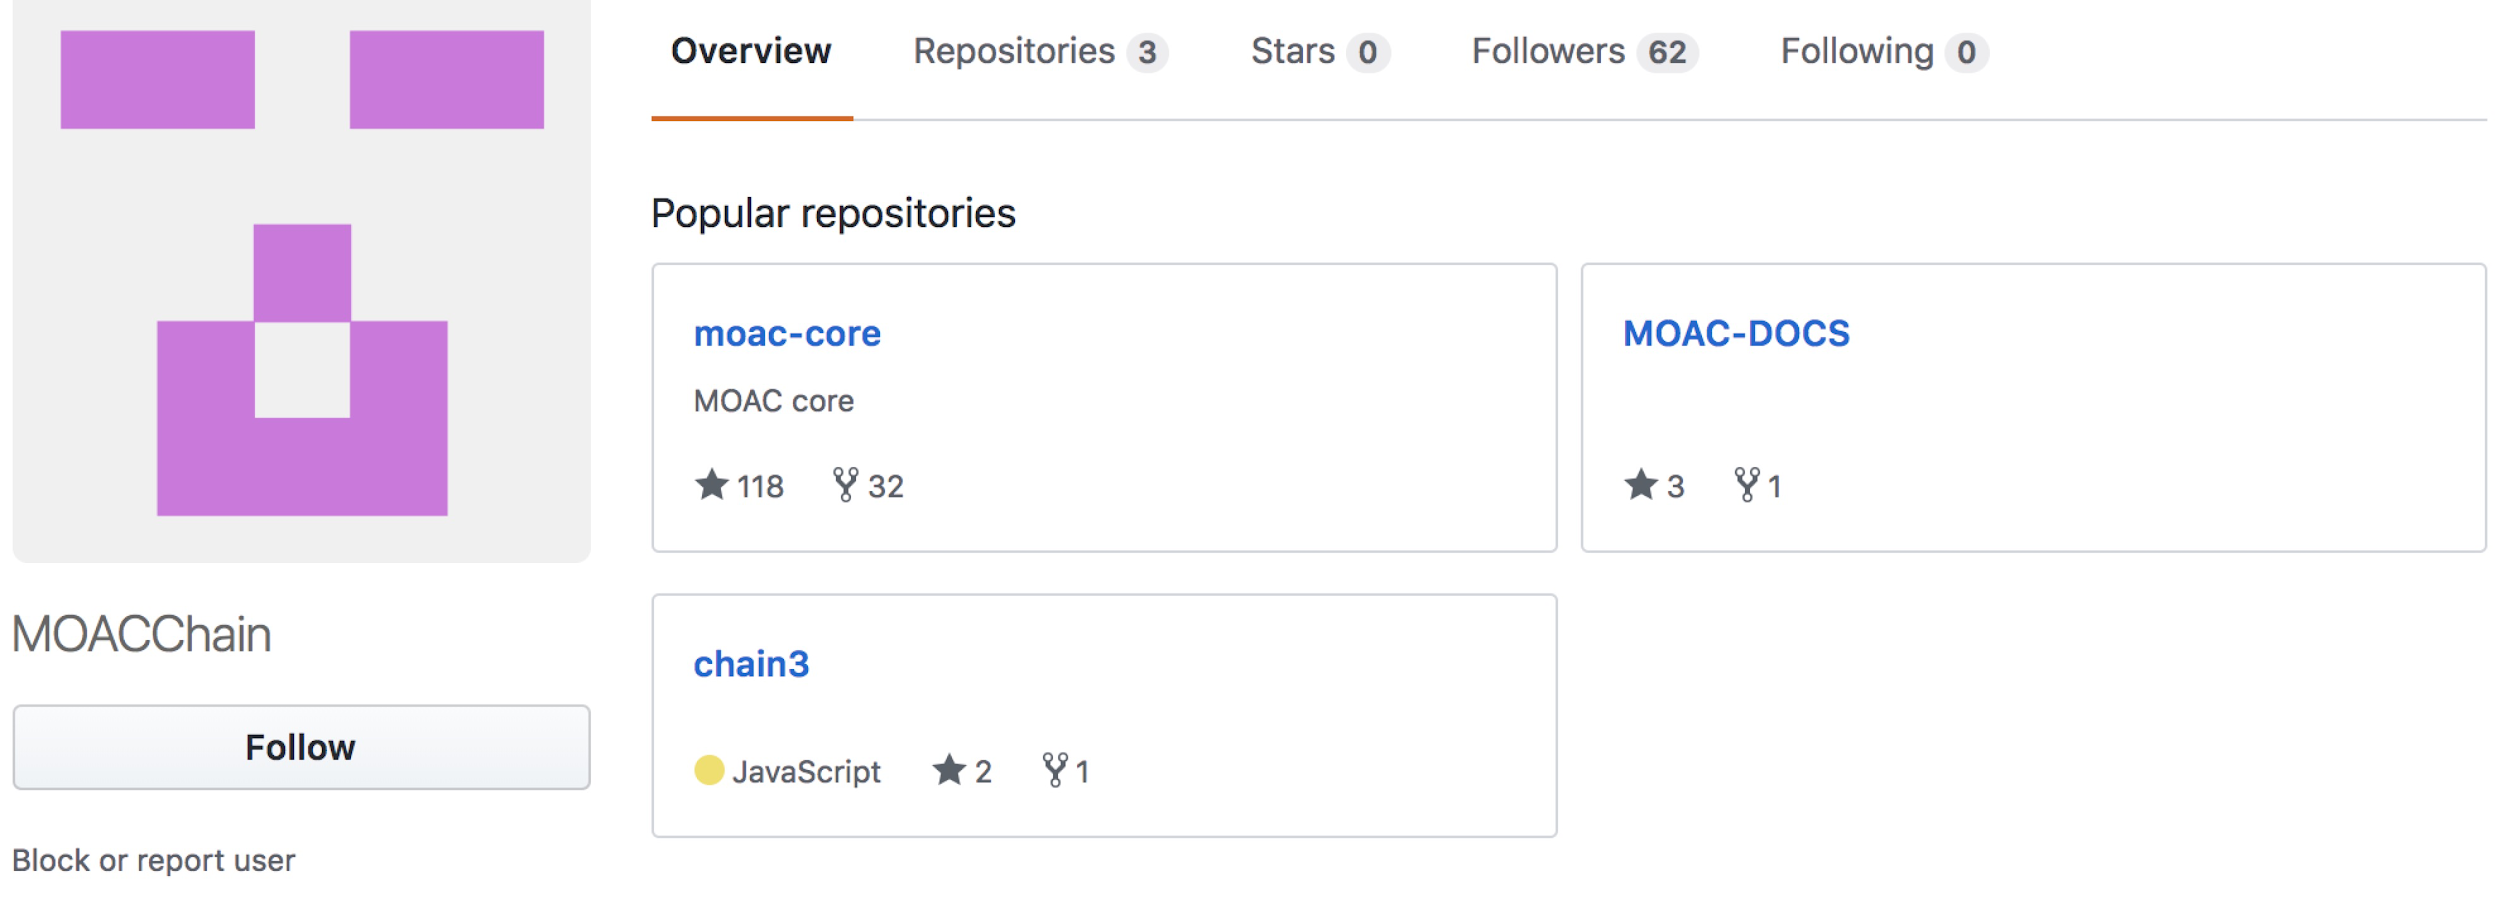 Overview Repositories 3 Stars 0 Followers 62 Following 0
Popular repositories
moac-core
MOAC core
118 32
MOAC-DOCS
3 1
chain3
JavaScript 2 1
MOACChain
Follow
Block or report user